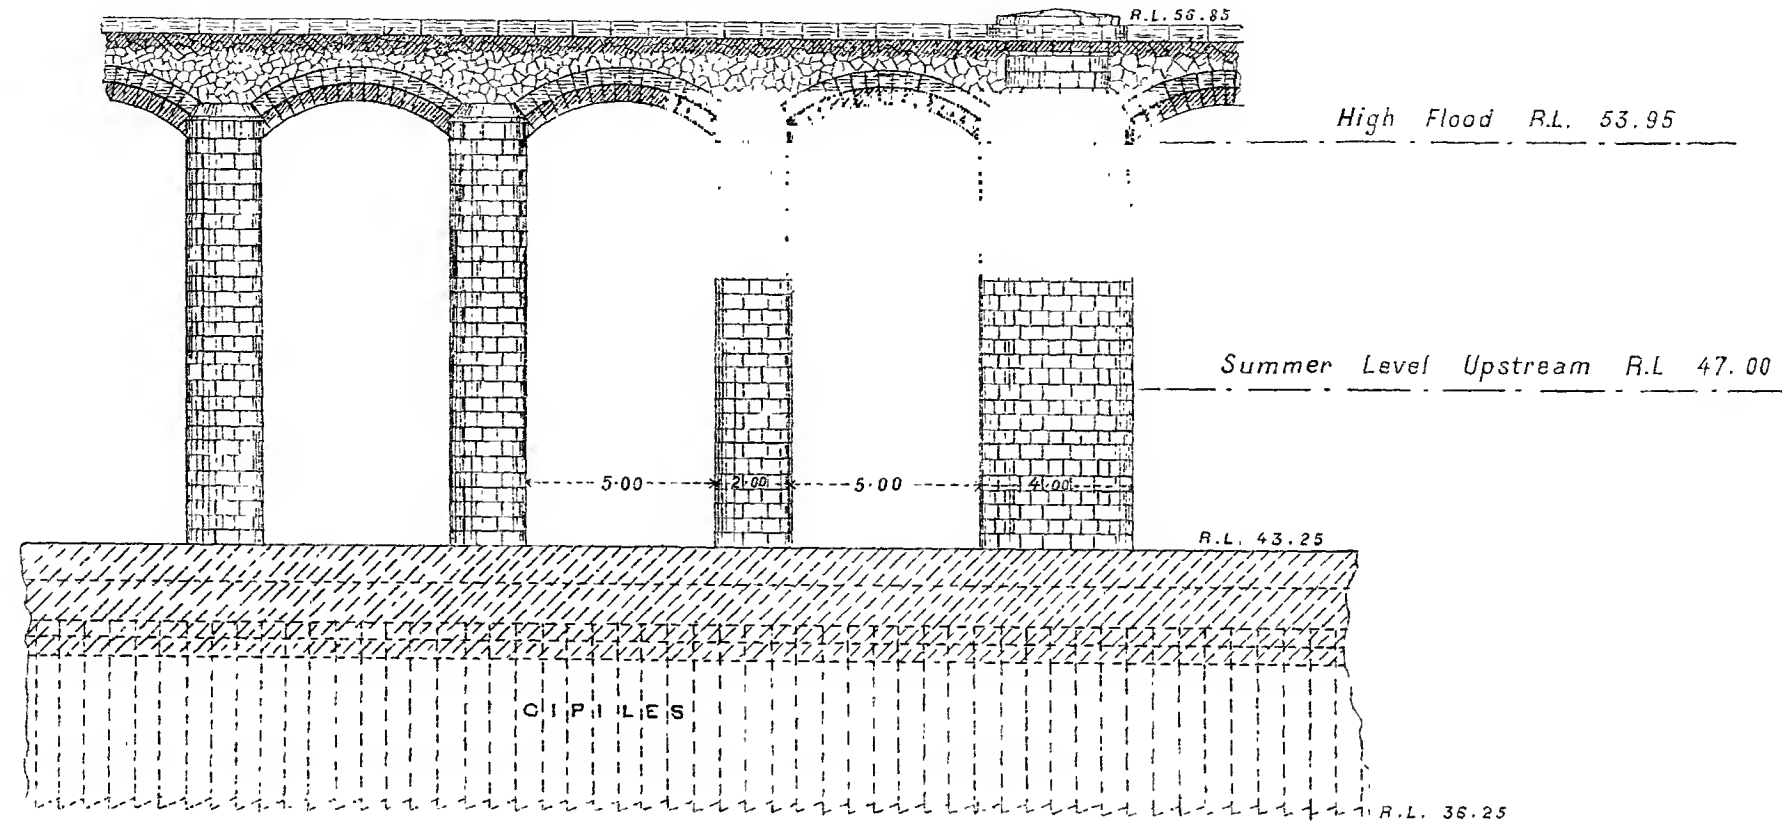 R.L. 56.85
High Flood R.L. 53.95
Summer Level Upstream R.L 47.00
5.00 2.00 5.00 4.00
R.L. 43.25
C I PILES
R.L. 36.25